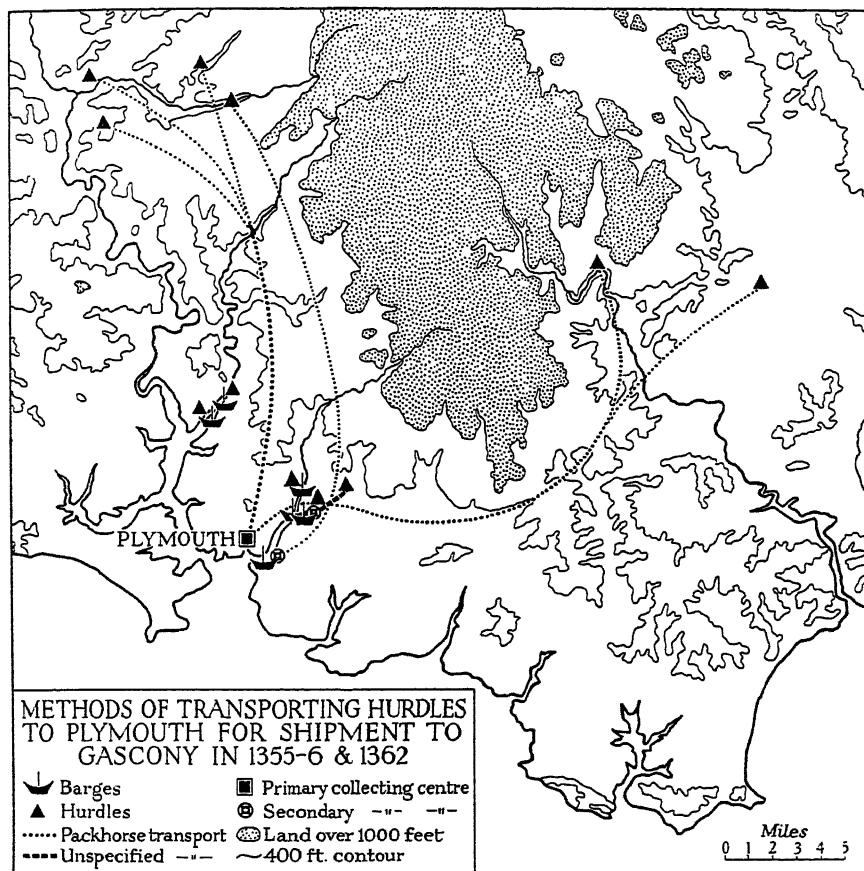 PLYMOUTH
METHODS OF TRANSPORTING HURDLES
TO PLYMOUTH FOR SHIPMENT TO
GASCONY IN 1355-6 & 1362
Barges
Hurdles
Packhorse transport
Unspecified -"-
Primary collecting centre
Secondary -"- -"-
Land over 1000 feet
400 ft. contour
Miles
0 1 2 3 4 5